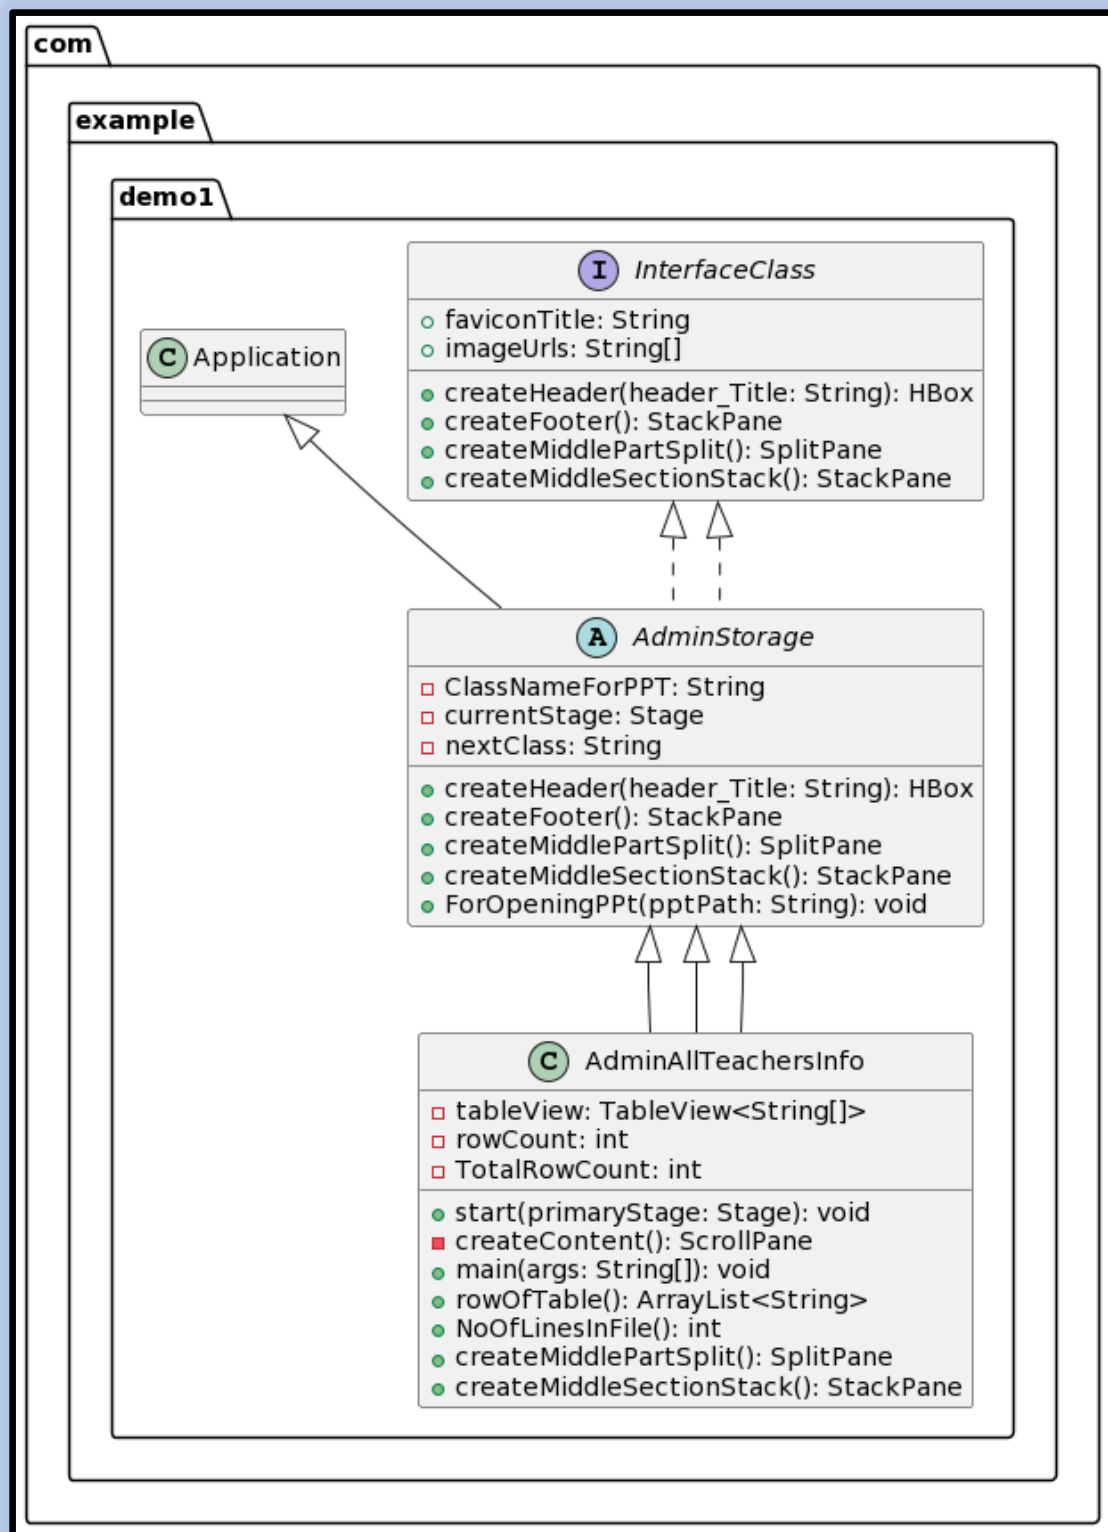 com
example
demo1
I InterfaceClass
faviconTitle: String
imageUrls: String[]
createHeader(header_Title: String): HBox
createFooter(): StackPane
createMiddlePartSplit(): SplitPane
createMiddleSectionStack(): StackPane
C Application
A AdminStorage
ClassNameForPPT: String
currentStage: Stage
nextClass: String
createHeader(header_Title: String): HBox
createFooter(): StackPane
createMiddlePartSplit(): SplitPane
createMiddleSectionStack(): StackPane
ForOpeningPPt(pptPath: String): void
C AdminAllTeachersInfo
tableView: TableView<String[]>
rowCount: int
TotalRowCount: int
start(primaryStage: Stage): void
createContent(): ScrollPane
main(args: String[]): void
rowOfTable(): ArrayList<String>
NoOfLinesInFile(): int
createMiddlePartSplit(): SplitPane
createMiddleSectionStack(): StackPane